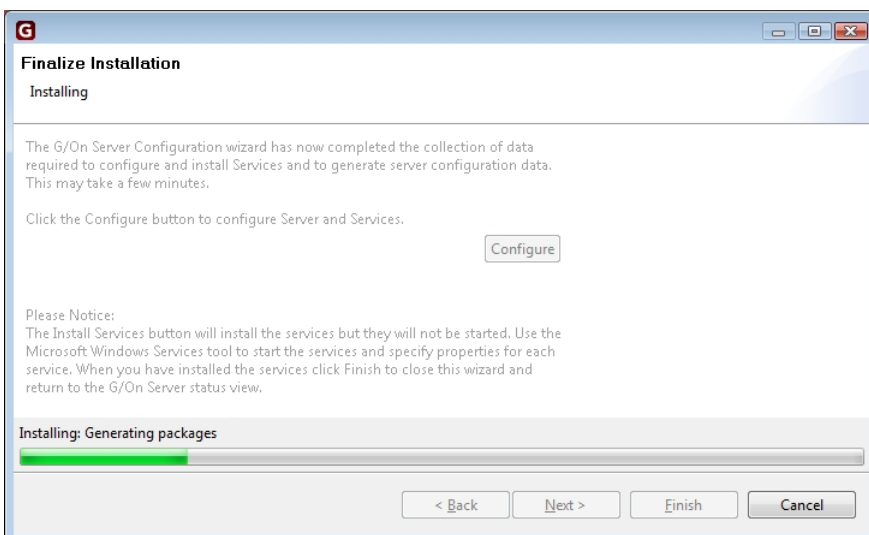 G
Finalize Installation
Installing
The G/On Server Configuration wizard has now completed the collection of data
required to configure and install Services and to generate server configuration data.
This may take a few minutes.
Click the Configure button to configure Server and Services.
Configure
Please Notice:
The Install Services button will install the services but they will not be started. Use the
Microsoft Windows Services tool to start the services and specify properties for each
service. When you have installed the services click Finish to close this wizard and
return to the G/On Server status view.
Installing: Generating packages
< Back Next > Finish Cancel